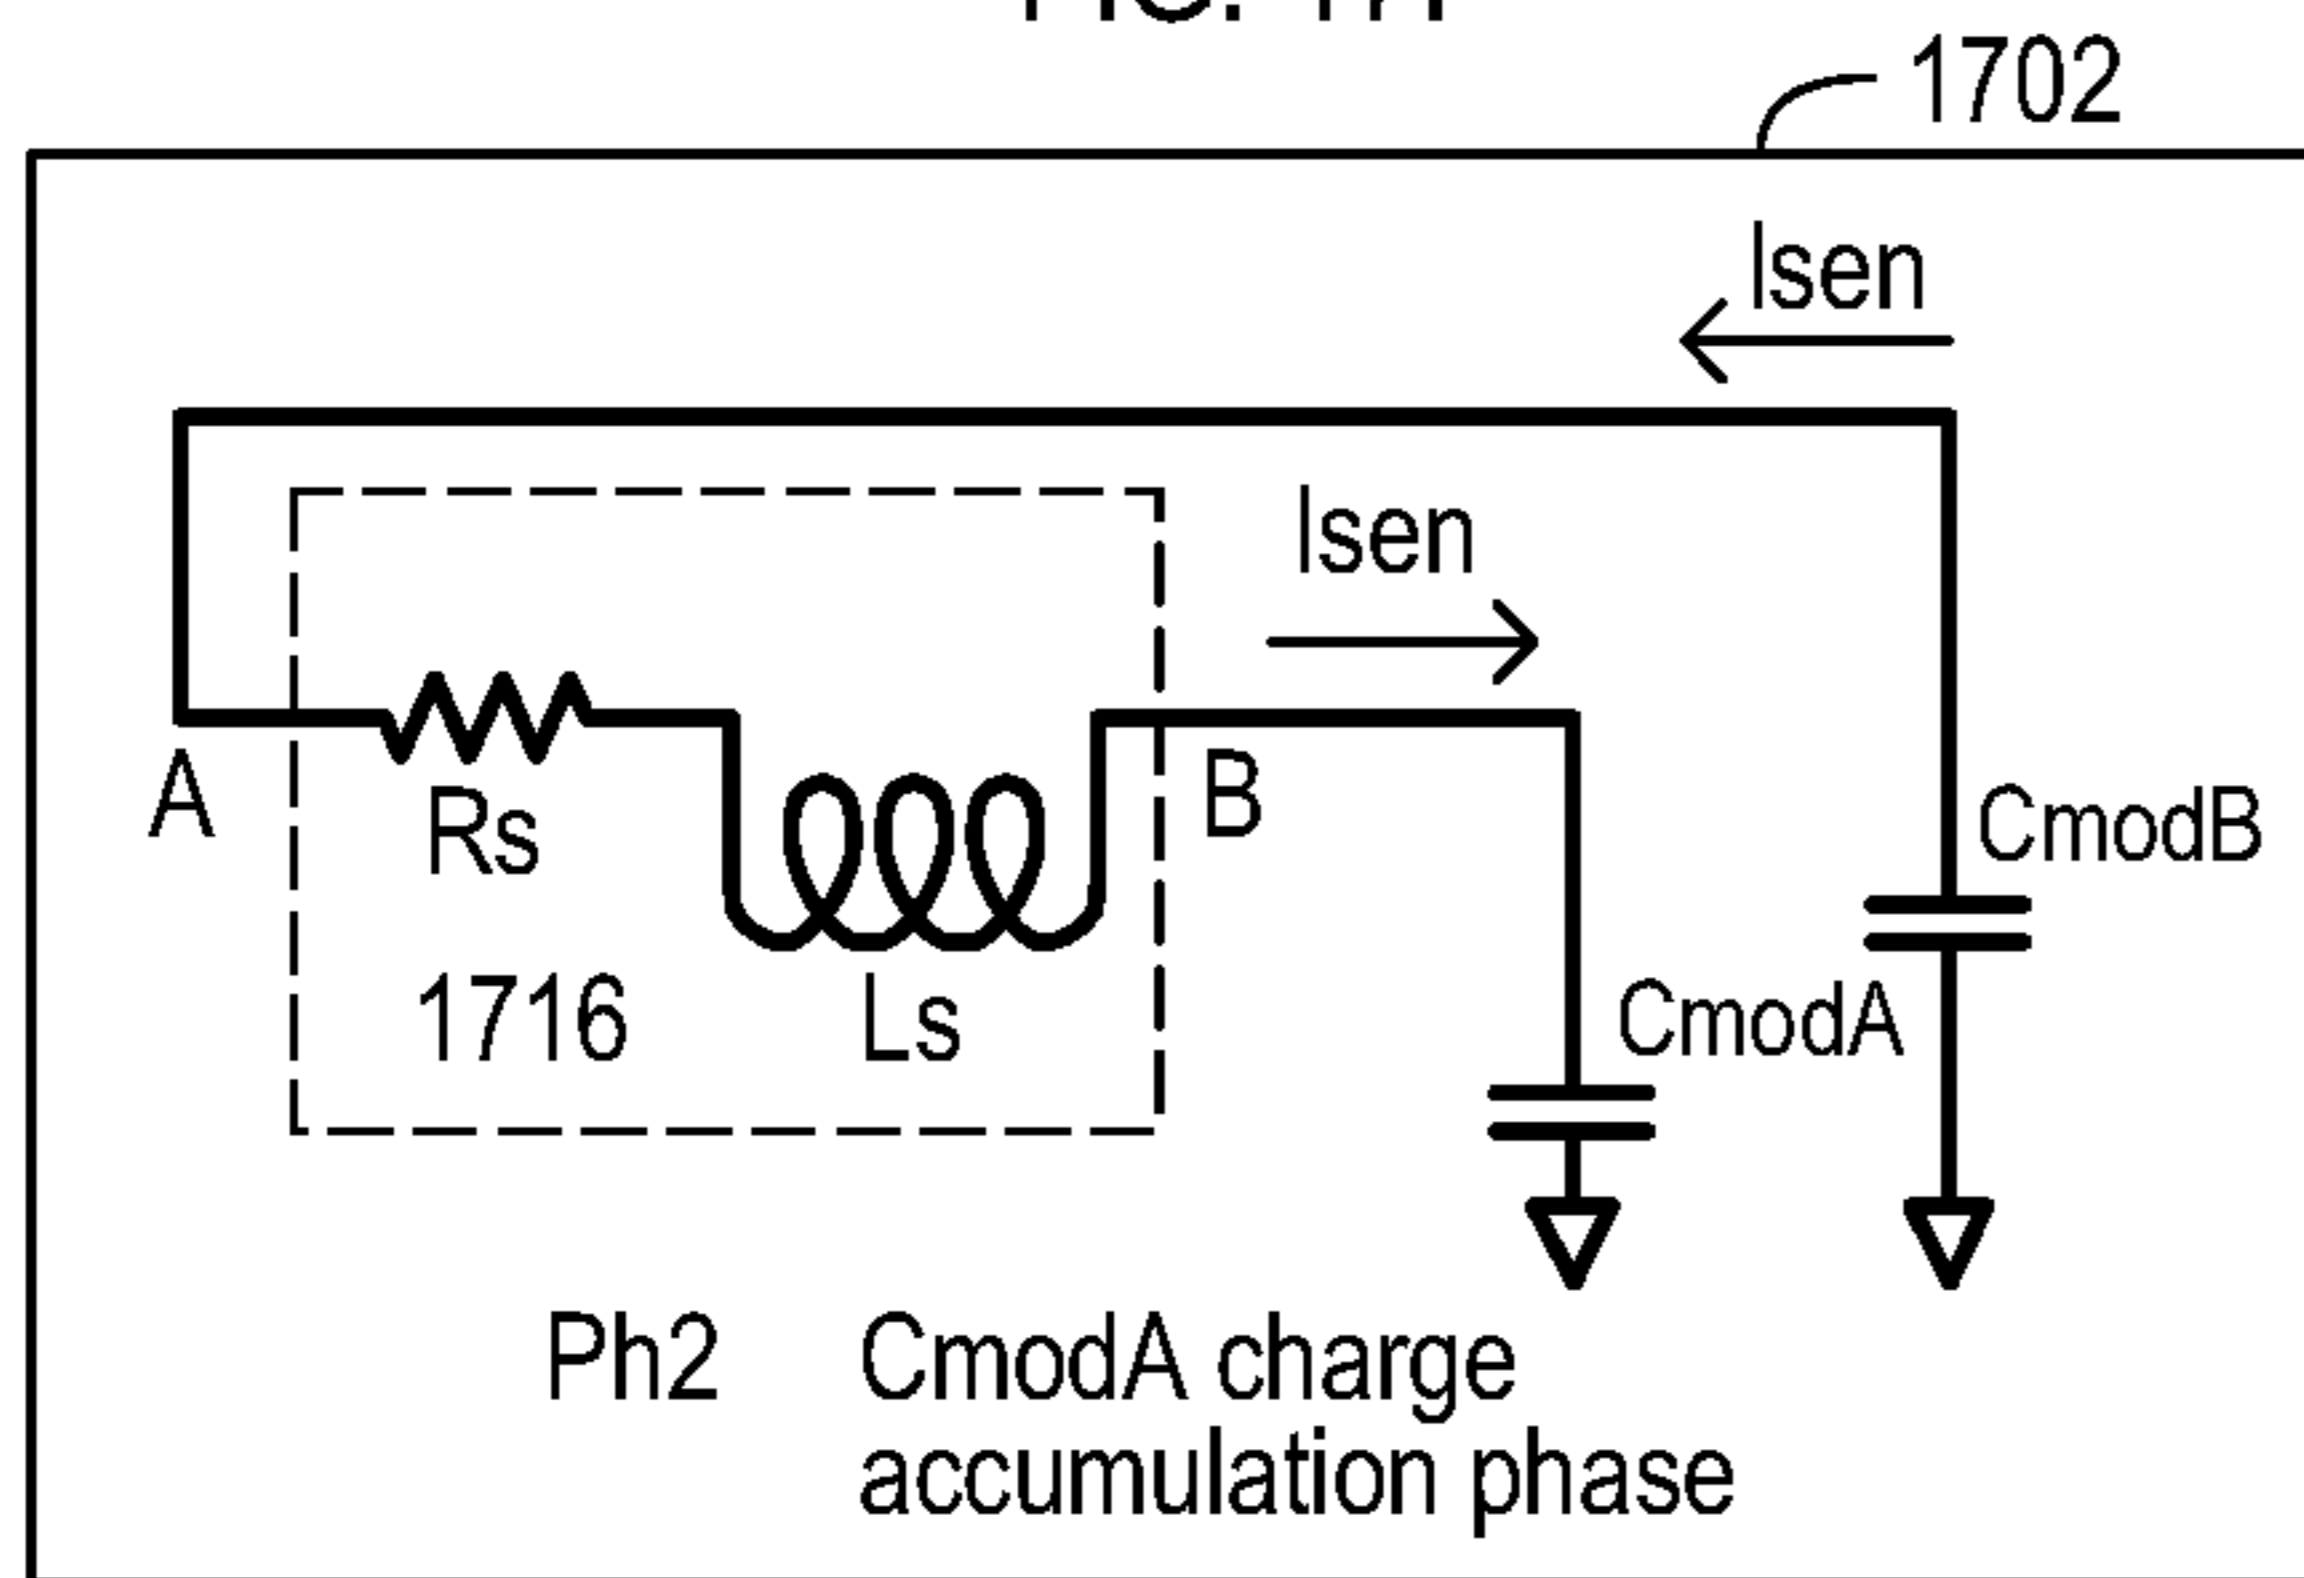 1702
Isen
Isen
A
Rs
B
CmodB
1716
Ls
CmodA
Ph2 CmodA charge
accumulation phase